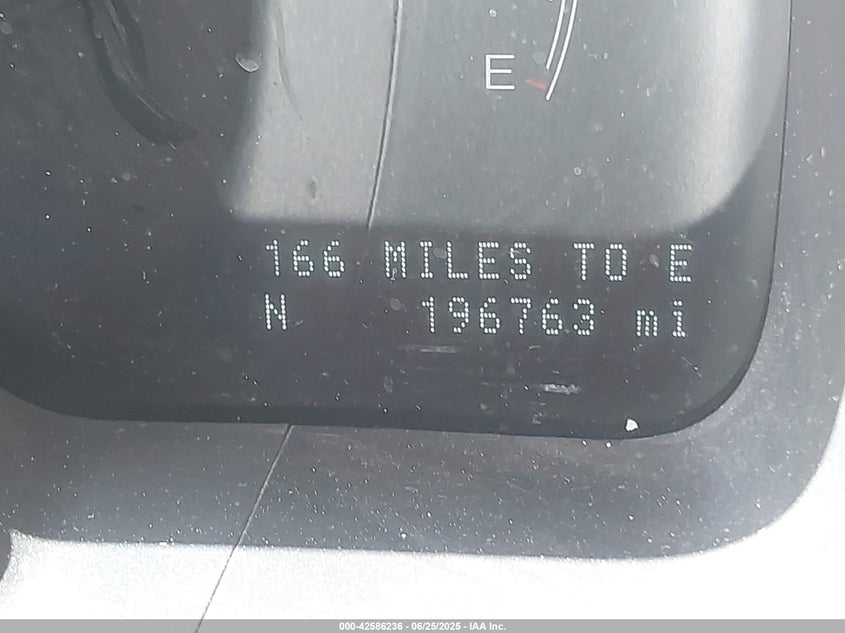 E
166 MILES TO E
N 196763 mi
000-42586236 - 06/25/2025 - IAA Inc.